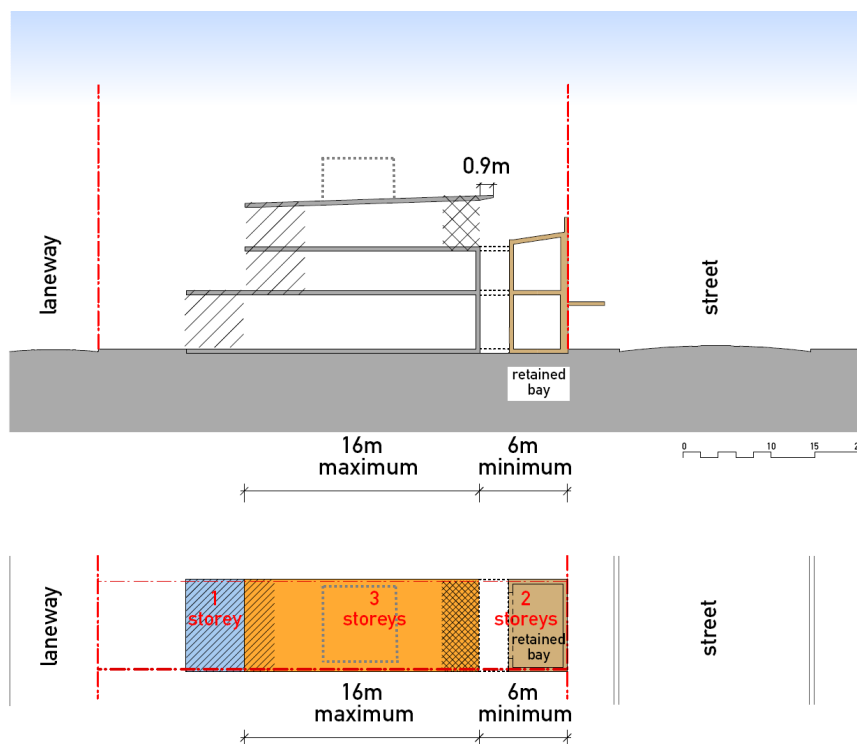 0.9m
laneway
street
retained
bay
16m
maximum
6m
minimum
0
10
15
2
laneway
1
storey
3
storeys
2
storeys
retained
bay
street
16m
maximum
6m
minimum